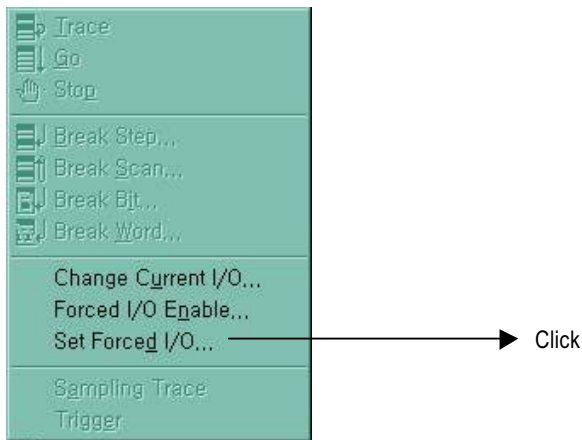 Trace
Go
Stop
Break Step...
Break Scan...
Break Bit...
Break Word...
Change Current I/O...
Forced I/O Enable...
Set Forced I/O...
Click
Sampling Trace
Trigger